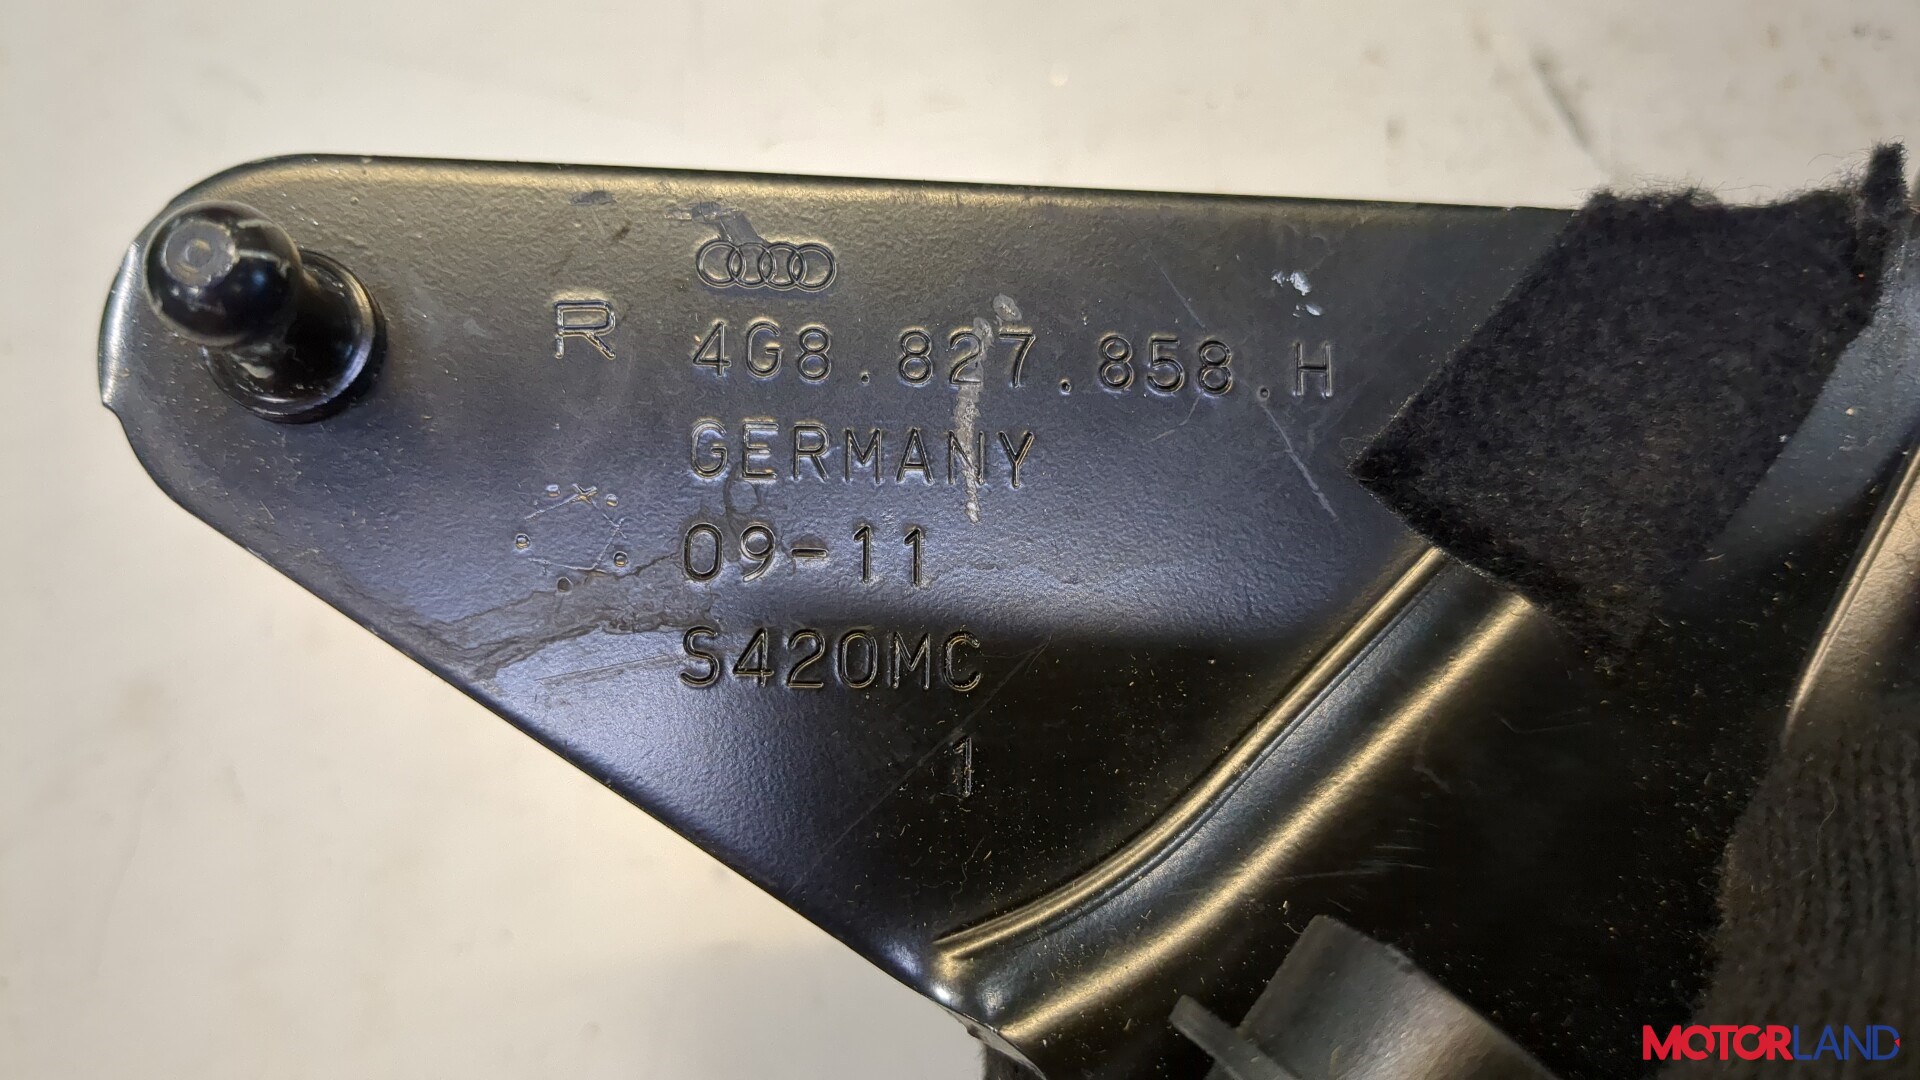 R 4G8.827.858.H
GERMANY
09-11
S420MC
1
MOTORLAND